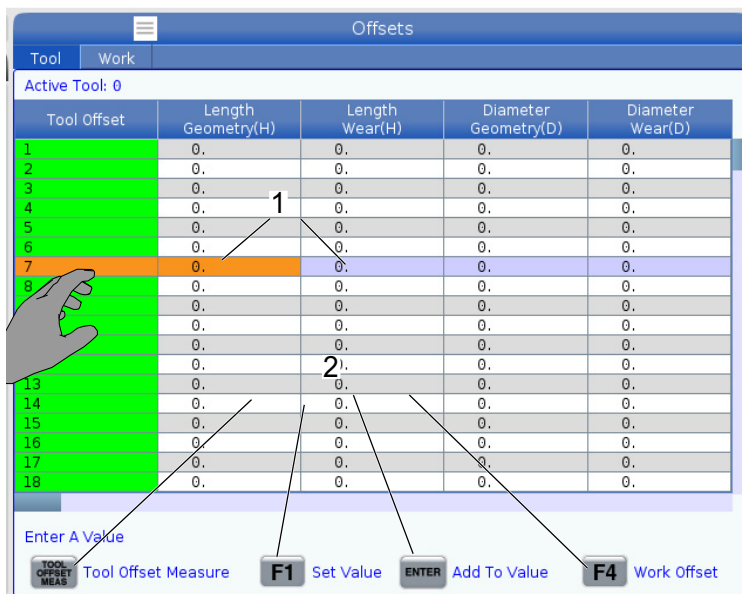 Offsets
Tool Work
Active Tool: 0
Tool Offset Length Geometry(H) Length Wear(H) Diameter Geometry(D) Diameter Wear(D)
1 0. 0. 0. 0.
2 0. 0. 0. 0.
3 0. 0. 0. 0.
4 0. 0. 0. 0.
1
5 0. 0. 0. 0.
6 0. 0. 0. 0.
7 0. 0. 0. 0.
8 0. 0. 0. 0.
0. 0. 0. 0.
0. 0. 0. 0.
0. 0. 0. 0.
0. 0. 0. 0.
2
13 0. 0. 0. 0.
14 0. 0. 0. 0.
15 0. 0. 0. 0.
16 0. 0. 0. 0.
17 0. 0. 0. 0.
18 0. 0. 0. 0.
Enter A Value
TOOL OFFSET MEAS Tool Offset Measure F1 Set Value ENTER Add To Value F4 Work Offset